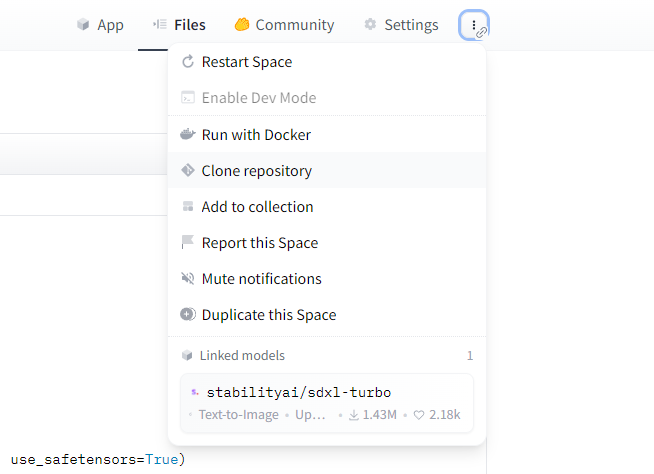 App Files Community Settings
Restart Space
Enable Dev Mode
Run with Docker
Clone repository
Add to collection
Report this Space
Mute notifications
Duplicate this Space
Linked models 1
s. stabilityai/sdxl-turbo
Text-to-Image • Up… • 1.43M • 2.18k
use_safetensors=True)